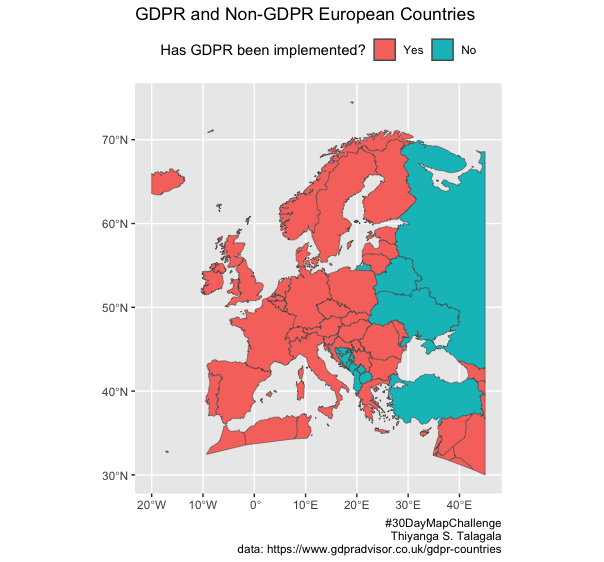 GDPR and Non-GDPR European Countries
Has GDPR been implemented? Yes No
70°N
60°N
50°N
40°N
30°N
20°W 10°W 0° 10°E 20°E 30°E 40°E
#30DayMapChallenge
Thiyanga S. Talagala
data: https://www.gdpradvisor.co.uk/gdpr-countries